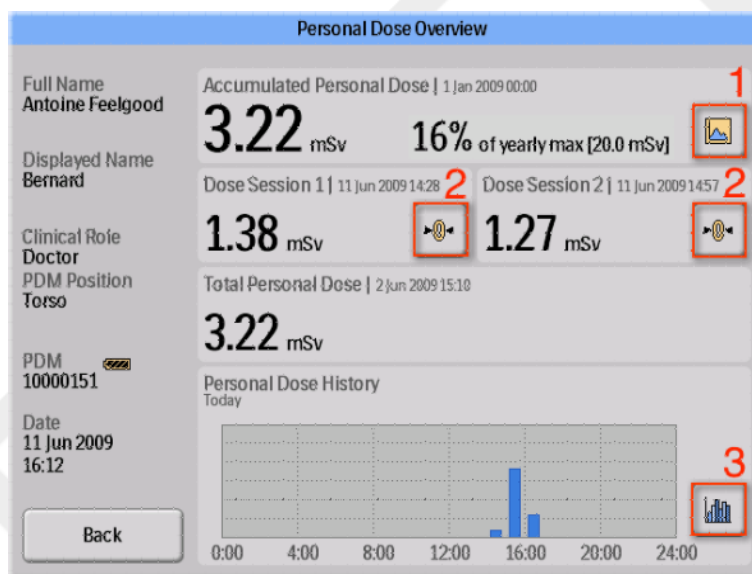 Personal Dose Overview
Full Name
Antoine Feelgood
Displayed Name
Bernard
Clinical Role
Doctor
PDM Position
Torso
PDM
10000151
Date
11 Jun 2009
16:12
Back
Accumulated Personal Dose | 1 Jan 2009 00:00
1
3.22 mSv 16% of yearly max [20.0 mSv]
Dose Session 1 | 11 Jun 2009 14:28
2
1.38 mSv
Dose Session 2 | 11 Jun 2009 14:57
2
1.27 mSv
Total Personal Dose | 2 Jun 2009 15:18
3.22 mSv
Personal Dose History
Today
3
0:00 4:00 8:00 12:00 16:00 20:00 24:00